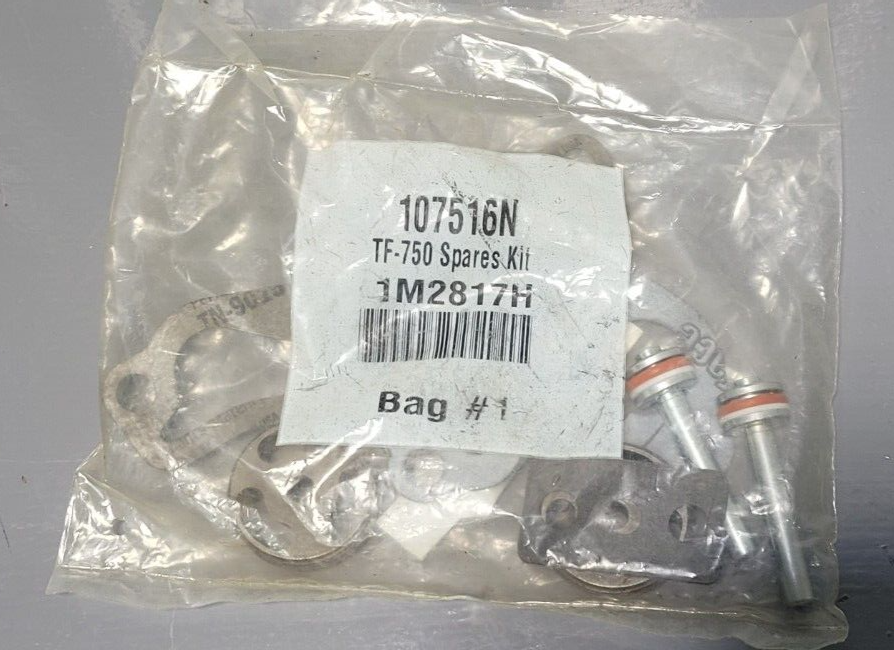 107516N
TF-750 Spares Kit
1M2817H
Bag #1